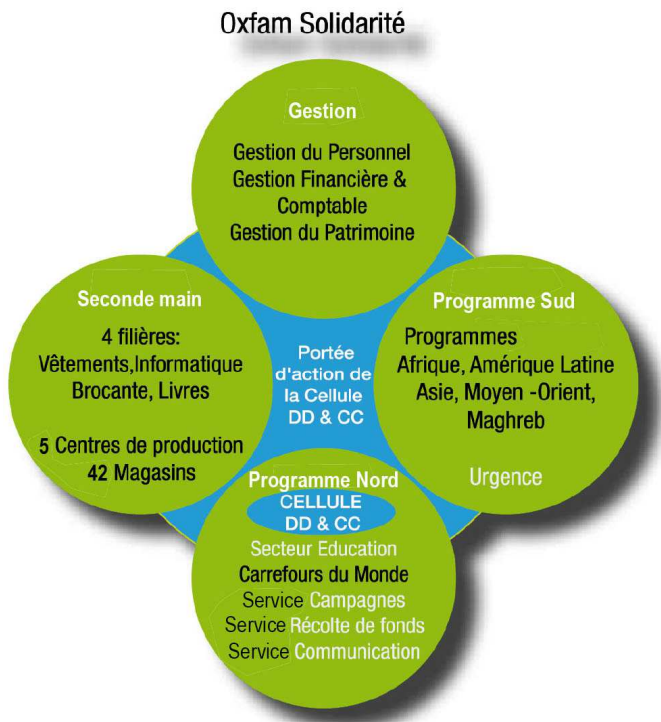 Oxfam Solidarité
Gestion
Gestion du Personnel
Gestion Financière &
Comptable
Gestion du Patrimoine
Seconde main
4 filières:
Vêtements,Informatique
Brocante, Livres
5 Centres de production
42 Magasins
Portée
d'action de
la Cellule
DD & CC
Programme Sud
Programmes
Afrique, Amérique Latine
Asie, Moyen -Orient,
Maghreb
Urgence
Programme Nord
CELLULE
DD & CC
Secteur Education
Carrefours du Monde
Service Campagnes
Service Récolte de fonds
Service Communication